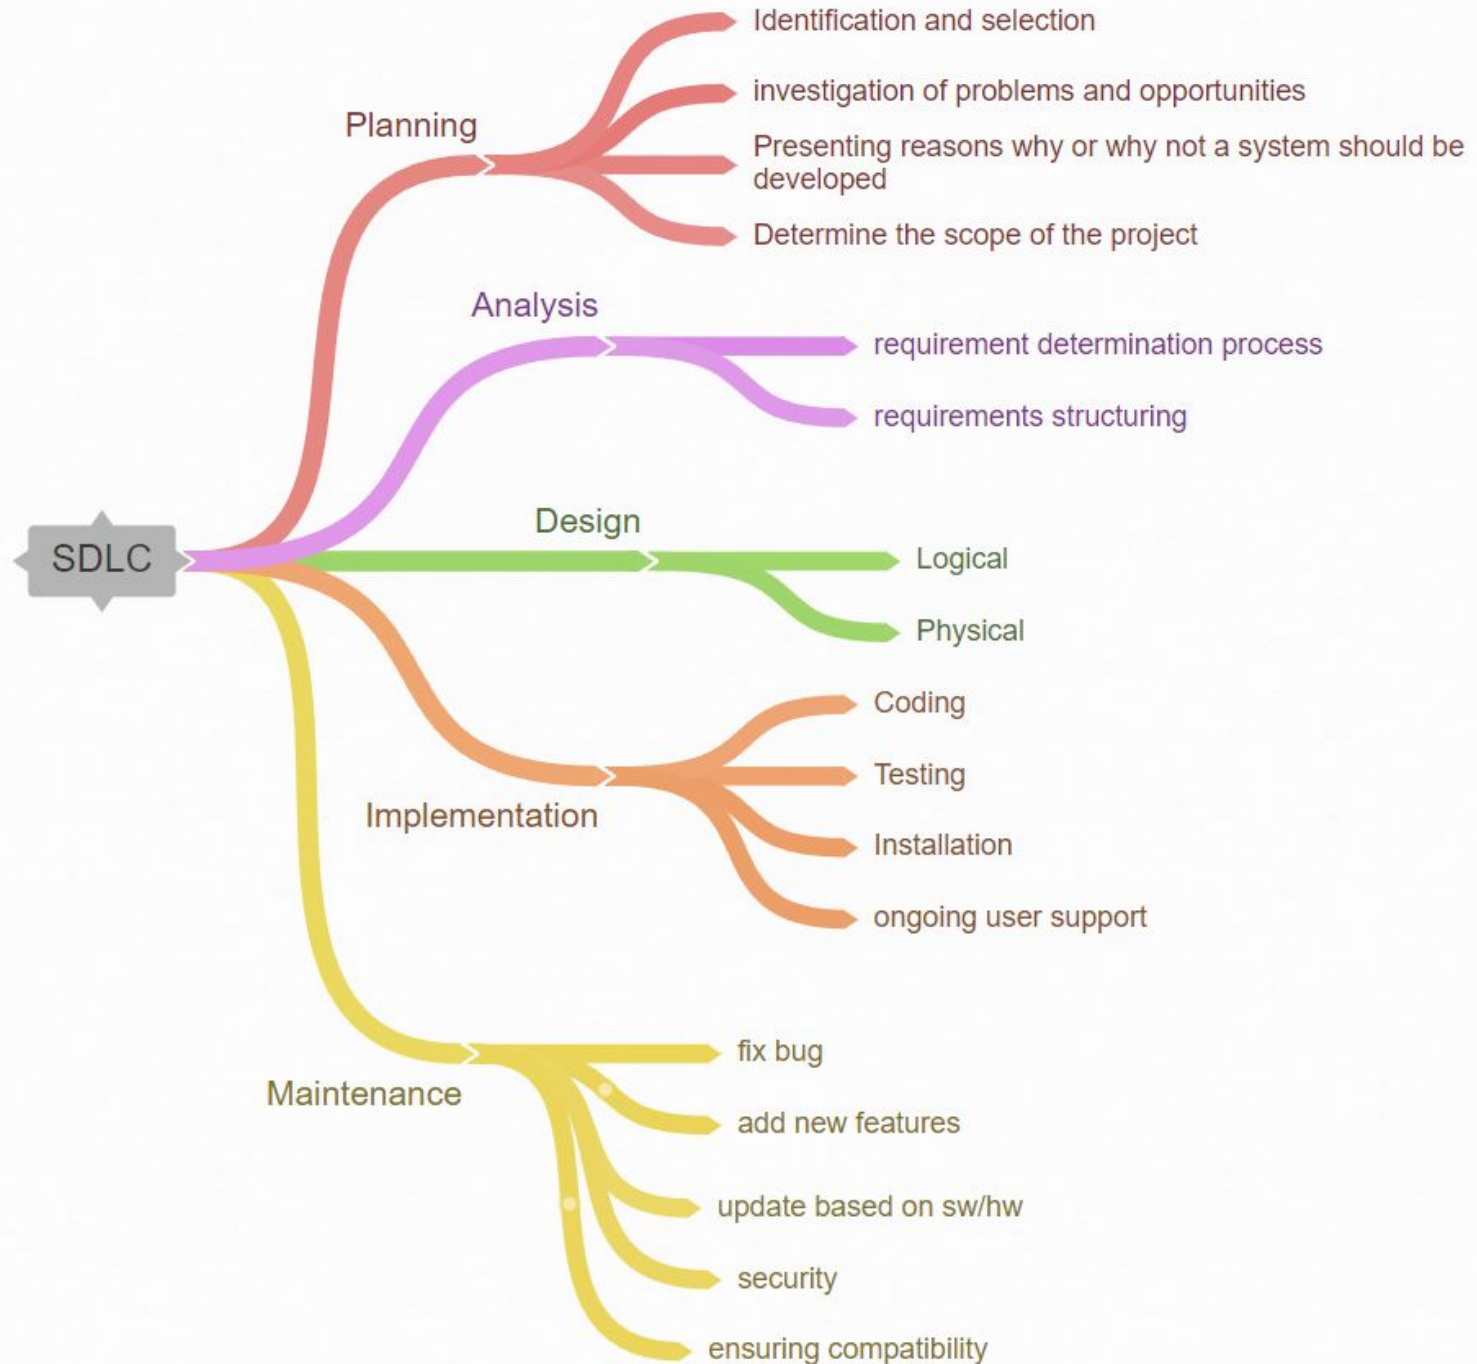 SDLC
Planning
Identification and selection
investigation of problems and opportunities
Presenting reasons why or why not a system should be
developed
Determine the scope of the project
Analysis
requirement determination process
requirements structuring
Design
Logical
Physical
Implementation
Coding
Testing
Installation
ongoing user support
Maintenance
fix bug
add new features
update based on sw/hw
security
ensuring compatibility